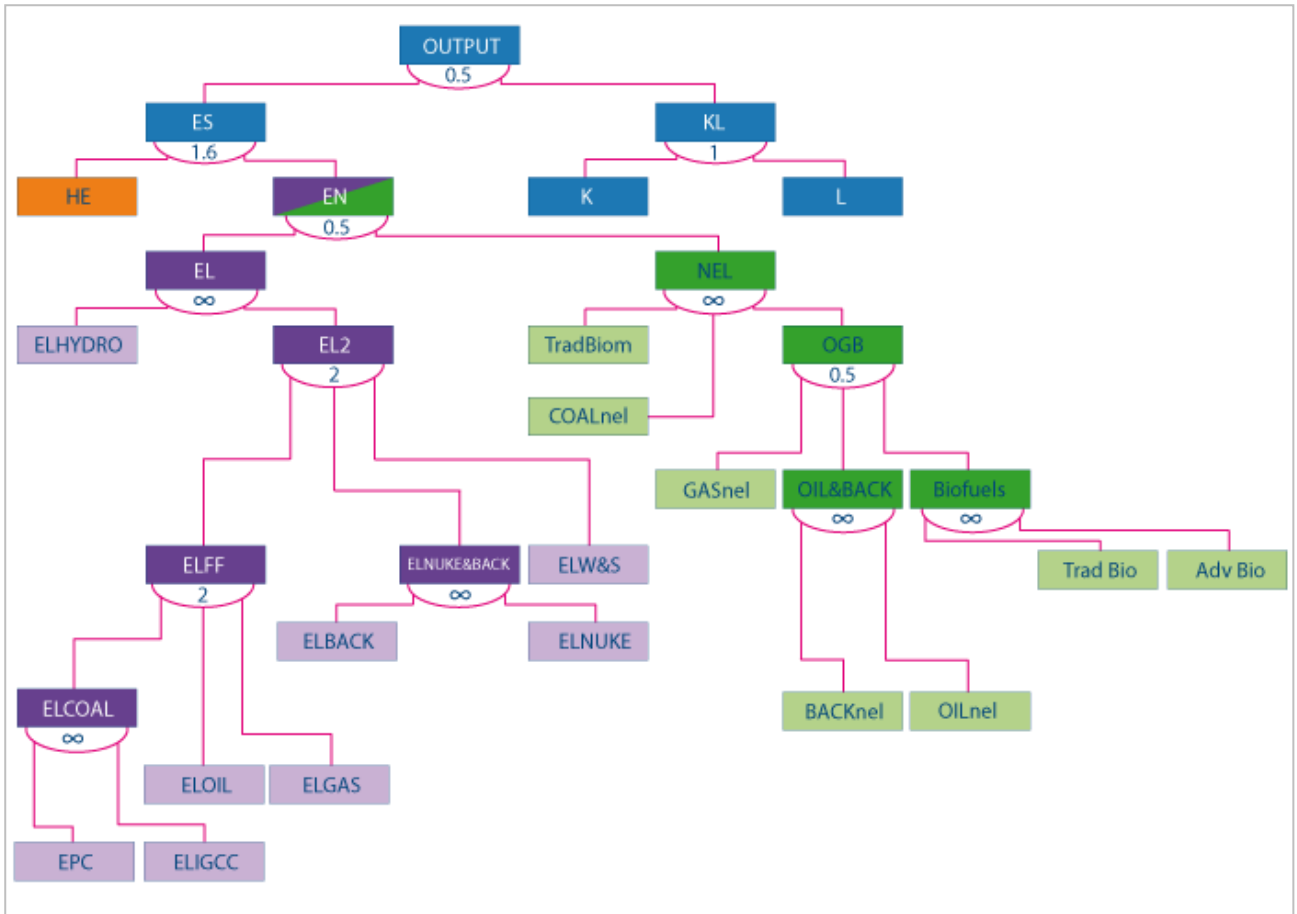 OUTPUT
0.5
ES
KL
1.6
1
HE
EN
K
L
0.5
EL
NEL
∞
∞
ELHYDRO
EL2
TradBiom
OGB
2
0.5
COALnel
GASnel
OIL&BACK
Biofuels
∞
∞
ELFF
ELNUKE&BACK
ELW&S
Trad Bio
Adv Bio
2
∞
ELBACK
ELNUKE
ELCOAL
BACKnel
OILnel
∞
ELOIL
ELGAS
EPC
ELIGCC